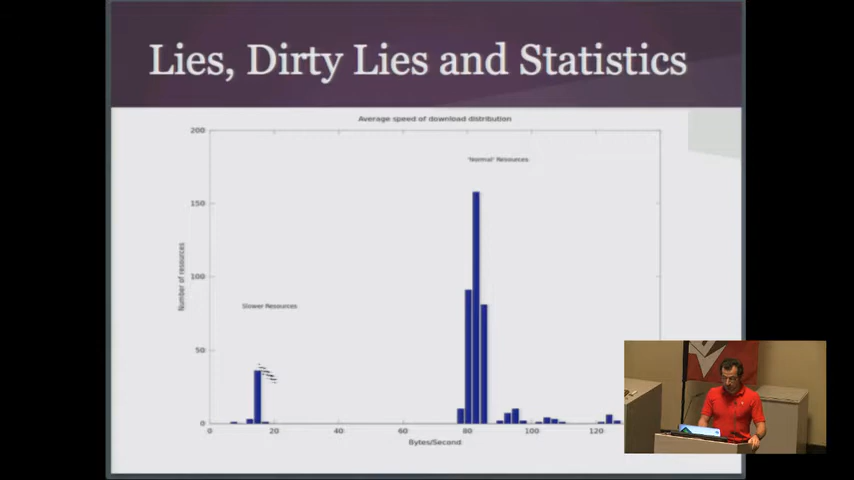 Lies, Dirty Lies and Statistics
Average speed of download distribution
200
'Normal' Resources
150
Number of resources
100
Slower Resources
50
0
0 20 40 60 80 100 120
Bytes/Second